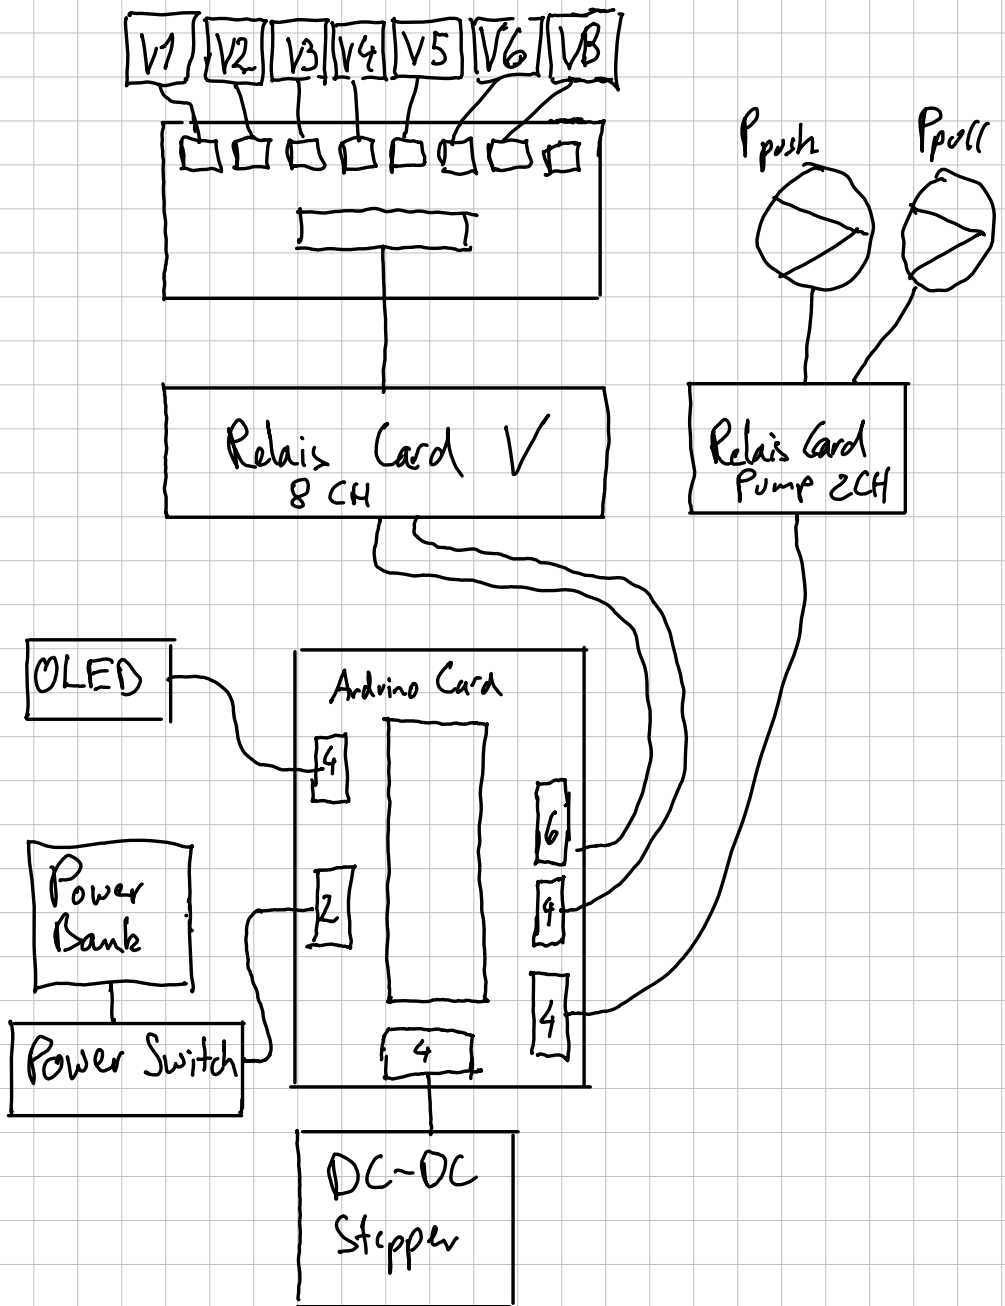 V1 V2 V3 V4 V5 V6 VB
Ppush Ppull
Relais Card V
8 CH
Relais Card
Pump 2CH
OLED
Arduino Card
4
6
Power
Bank
2
4
4
Power Switch
4
DC-DC
Stepper